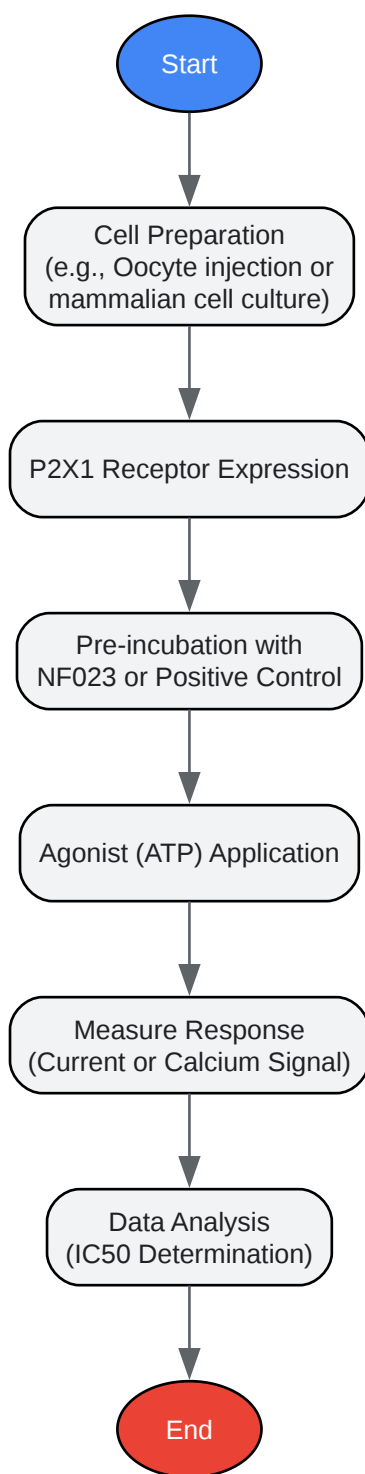 Start
Cell Preparation
(e.g., Oocyte injection or
mammalian cell culture)
P2X1 Receptor Expression
Pre-incubation with
NF023 or Positive Control
Agonist (ATP) Application
Measure Response
(Current or Calcium Signal)
Data Analysis
(IC50 Determination)
End